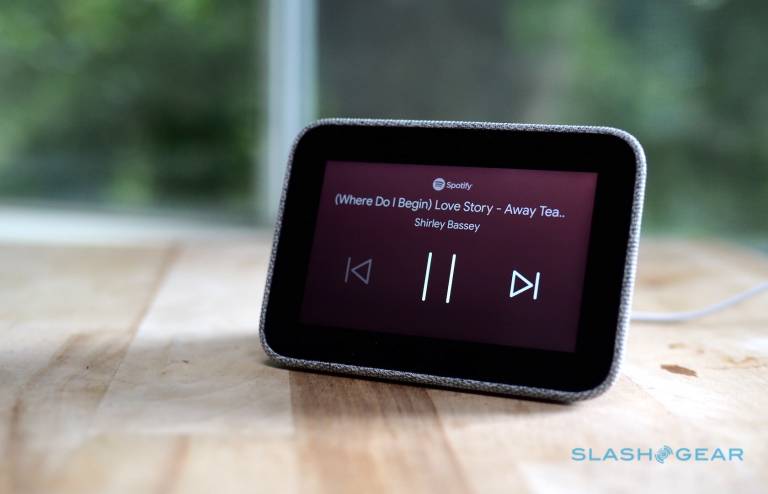 Spotify
(Where Do I Begin) Love Story - Away Tea..
Shirley Bassey
SLASHGEAR